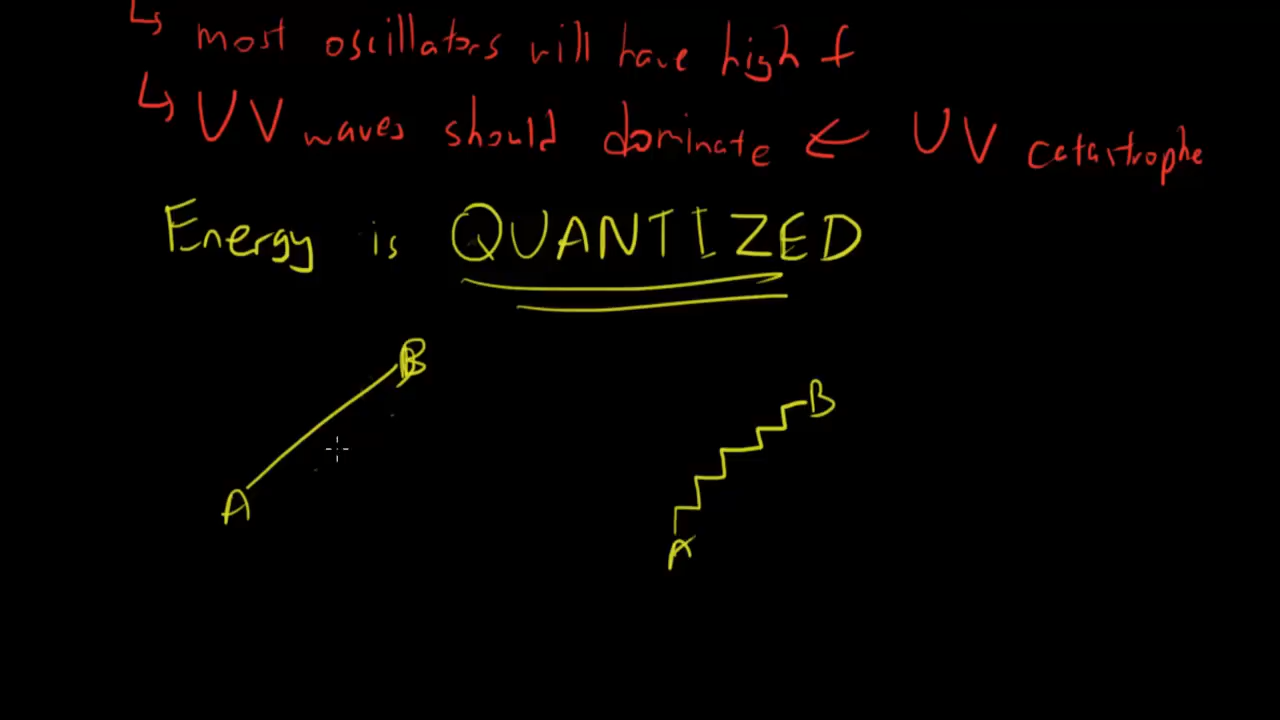 ↳ most oscillators will have high f
↳ UV waves should dominate ← UV catastrophe
Energy is QUANTIZED
B
B
A
A